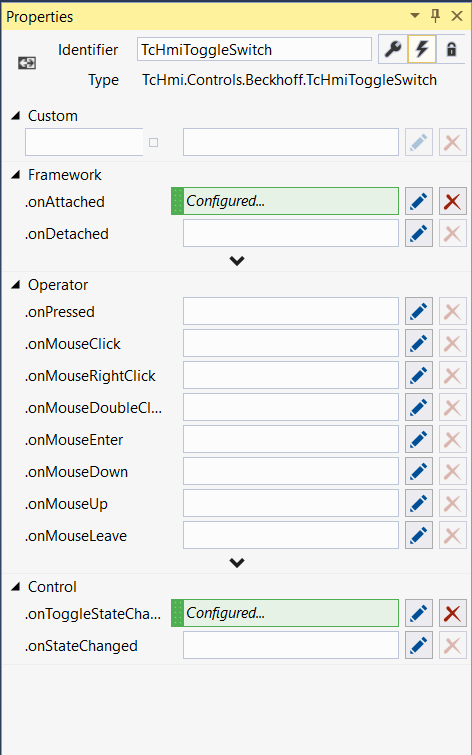 Properties
Identifier TcHmiToggleSwitch
Type TcHmi.Controls.Beckhoff.TcHmiToggleSwitch
Custom
Framework
.onAttached Configured...
.onDetached
Operator
.onPressed
.onMouseClick
.onMouseRightClick
.onMouseDoubleCl...
.onMouseEnter
.onMouseDown
.onMouseUp
.onMouseLeave
Control
.onToggleStateCha... Configured...
.onStateChanged